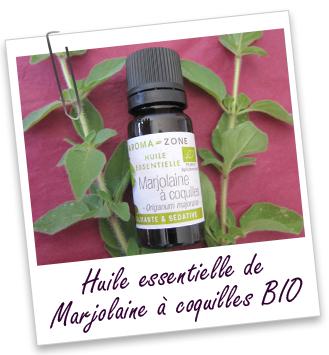 AROMA-ZONE
HUILE
ESSENTIELLE
Marjolaine
à coquilles
- Origanum majorana
CALMANTE & SÉDATIVE
Huile essentielle de
Marjolaine à coquilles BIO